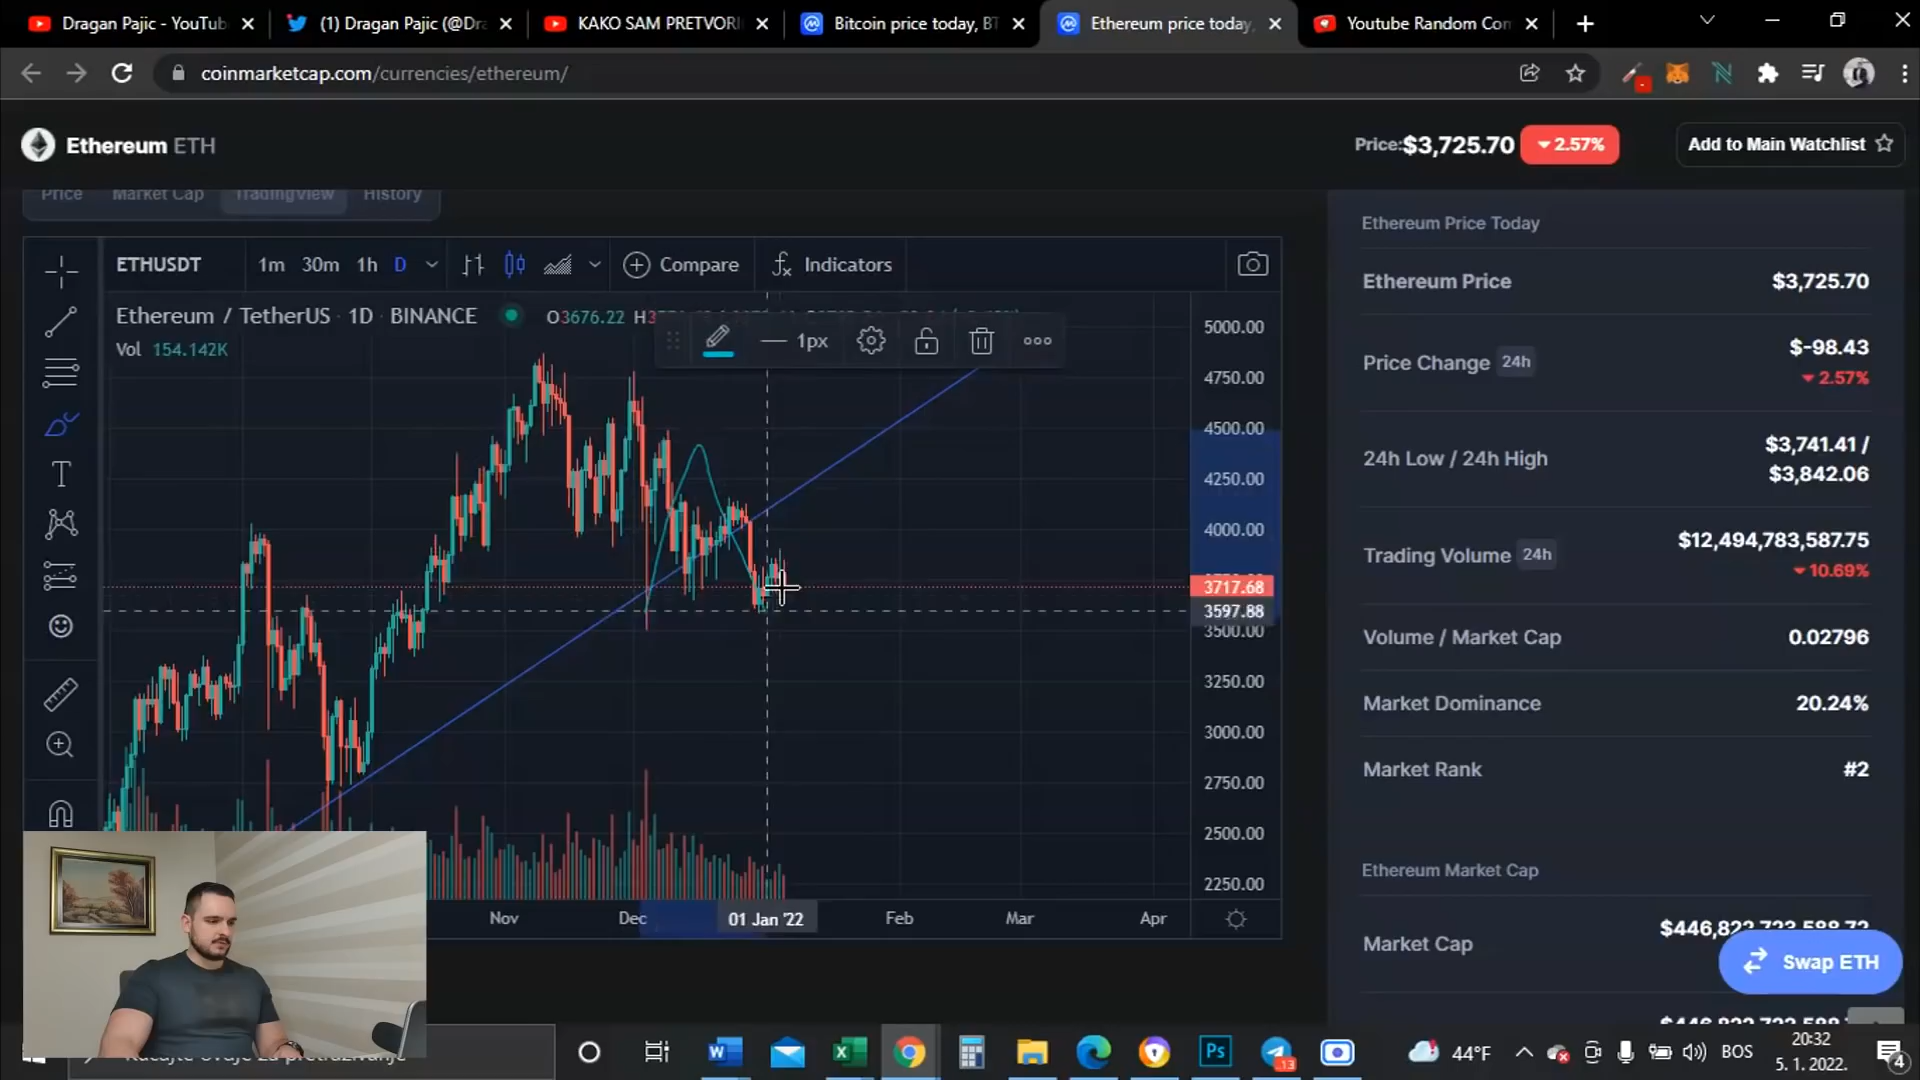 Dragan Pajic - YouTub
(1) Dragan Pajic (@Dra
KAKO SAM PRETVORI
Bitcoin price today, BT
Ethereum price today,
Youtube Random Com
coinmarketcap.com/currencies/ethereum/
Ethereum ETH
Price:$3,725.70
2.57%
Add to Main Watchlist
Price
Market Cap
TradingView
History
ETHUSDT
1m
30m
1h
D
Compare
Indicators
Ethereum / TetherUS · 1D · BINANCE
O3676.22
Vol 154.142K
1px
5000.00
4750.00
4500.00
4250.00
4000.00
3717.68
3597.88
3500.00
3250.00
3000.00
2750.00
2500.00
2250.00
Nov
Dec
01 Jan '22
Feb
Mar
Apr
Ethereum Price Today
Ethereum Price
$3,725.70
Price Change 24h
$-98.43
2.57%
24h Low / 24h High
$3,741.41 /
$3,842.06
Trading Volume 24h
$12,494,783,587.75
10.69%
Volume / Market Cap
0.02796
Market Dominance
20.24%
Market Rank
#2
Ethereum Market Cap
Market Cap
Swap ETH
13
44°F
BOS
20:32
5. 1. 2022.
4